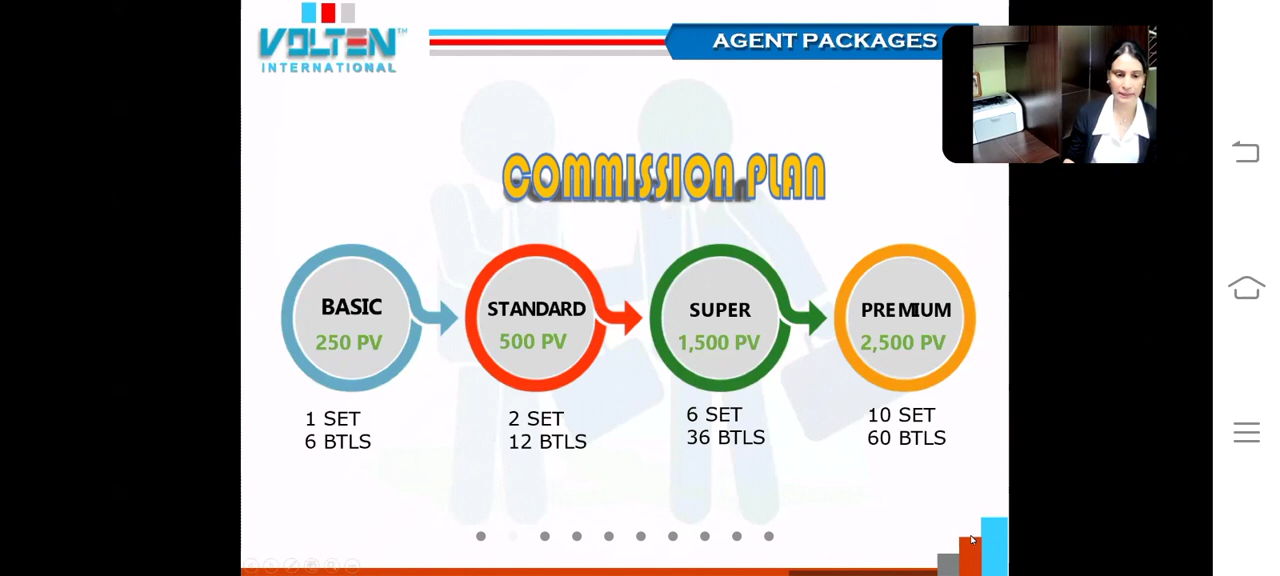 VOLTEN™
INTERNATIONAL
AGENT PACKAGES
COMMISSION PLAN
BASIC
250 PV
STANDARD
500 PV
SUPER
1,500 PV
PREMIUM
2,500 PV
1 SET
6 BTLS
2 SET
12 BTLS
6 SET
36 BTLS
10 SET
60 BTLS